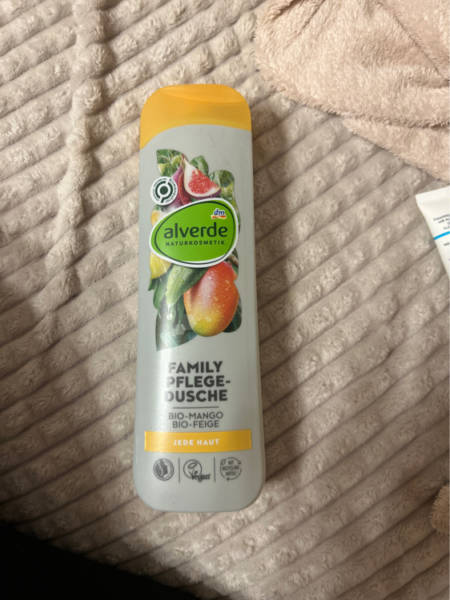 dm
alverde
NATURKOSMETIK
FAMILY
PFLEGE-
DUSCHE
BIO-MANGO
BIO-FEIGE
JEDE HAUT
Vegan